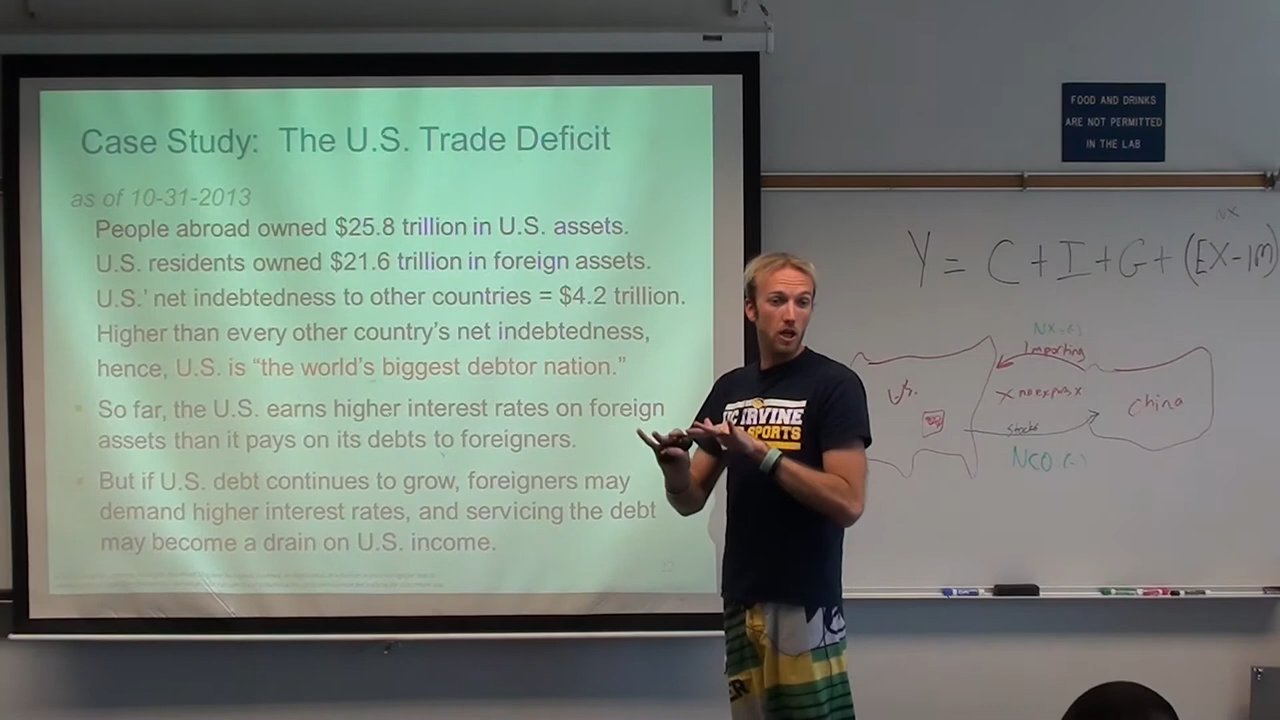 Case Study: The U.S. Trade Deficit
as of 10-31-2013
People abroad owned $25.8 trillion in U.S. assets.
U.S. residents owned $21.6 trillion in foreign assets.
U.S.' net indebtedness to other countries = $4.2 trillion.
Higher than every other country's net indebtedness,
hence, U.S. is “the world's biggest debtor nation.”
So far, the U.S. earns higher interest rates on foreign
assets than it pays on its debts to foreigners.
But if U.S. debt continues to grow, foreigners may
demand higher interest rates, and servicing the debt
may become a drain on U.S. income.
FOOD AND DRINKS
ARE NOT PERMITTED
IN THE LAB
NX
Y = C + I + G + (EX-IM)
NX(-)
Importing
U.S.
X no exports X
China
Stocks
NCO(-)
UC IRVINE
SPORTS